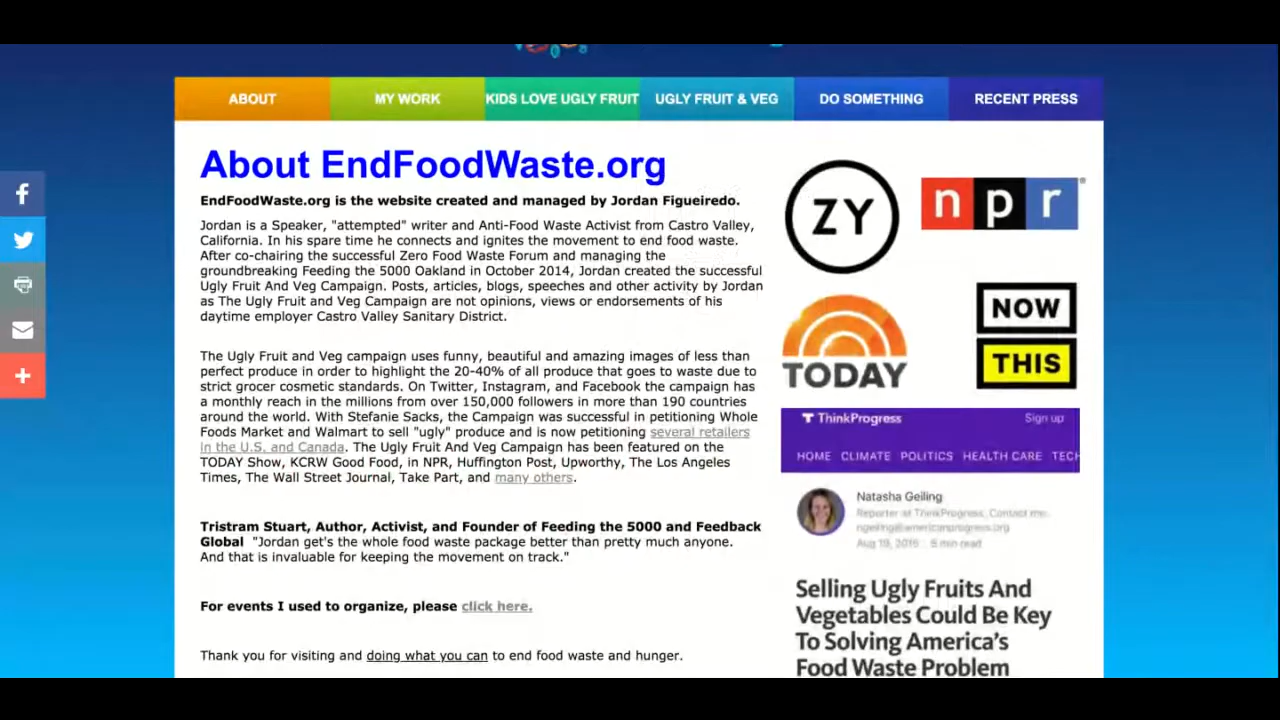 ABOUT
MY WORK
KIDS LOVE UGLY FRUIT
UGLY FRUIT & VEG
DO SOMETHING
RECENT PRESS
About EndFoodWaste.org
EndFoodWaste.org is the website created and managed by Jordan Figueiredo.
Jordan is a Speaker, "attempted" writer and Anti-Food Waste Activist from Castro Valley,
California. In his spare time he connects and ignites the movement to end food waste.
After co-chairing the successful Zero Food Waste Forum and managing the
groundbreaking Feeding the 5000 Oakland in October 2014, Jordan created the successful
Ugly Fruit And Veg Campaign. Posts, articles, blogs, speeches and other activity by Jordan
as The Ugly Fruit and Veg Campaign are not opinions, views or endorsements of his
daytime employer Castro Valley Sanitary District.
The Ugly Fruit and Veg campaign uses funny, beautiful and amazing images of less than
perfect produce in order to highlight the 20-40% of all produce that goes to waste due to
strict grocer cosmetic standards. On Twitter, Instagram, and Facebook the campaign has
a monthly reach in the millions from over 150,000 followers in more than 190 countries
around the world. With Stefanie Sacks, the Campaign was successful in petitioning Whole
Foods Market and Walmart to sell "ugly" produce and is now petitioning several retailers
in the U.S. and Canada. The Ugly Fruit And Veg Campaign has been featured on the
TODAY Show, KCRW Good Food, in NPR, Huffington Post, Upworthy, The Los Angeles
Times, The Wall Street Journal, Take Part, and many others.
Tristram Stuart, Author, Activist, and Founder of Feeding the 5000 and Feedback
Global "Jordan get's the whole food waste package better than pretty much anyone.
And that is invaluable for keeping the movement on track."
For events I used to organize, please click here.
Thank you for visiting and doing what you can to end food waste and hunger.
ZY
npr
TODAY
NOW
THIS
ThinkProgress
Sign up
HOME CLIMATE POLITICS HEALTH CARE TECH
Natasha Geiling
Reporter at ThinkProgress. Contact me:
ngeiling@americanprogress.org
Aug 19, 2016 · 5 min read
Selling Ugly Fruits And
Vegetables Could Be Key
To Solving America's
Food Waste Problem